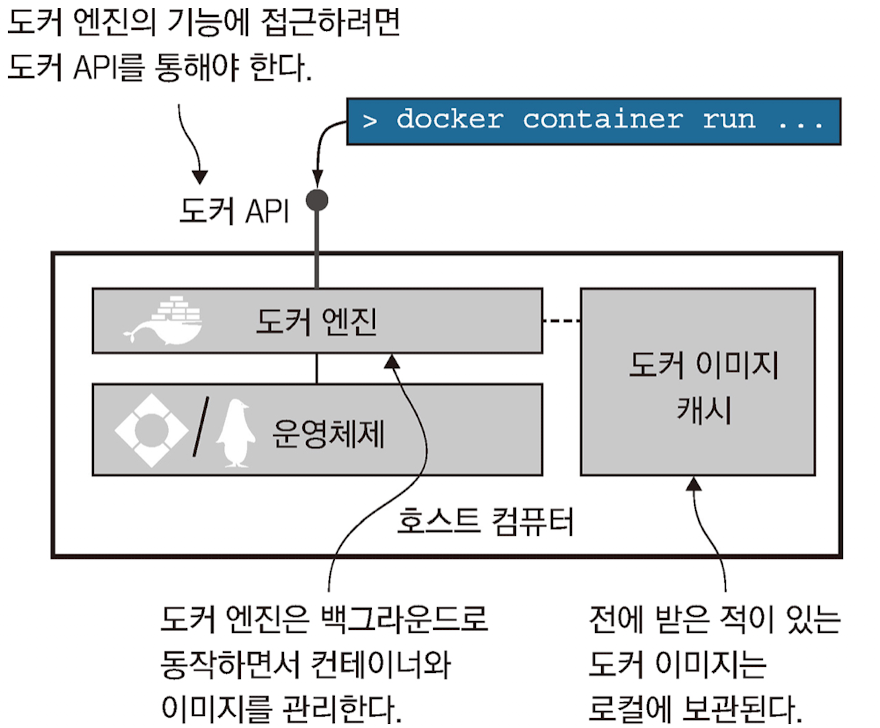 도커 엔진의 기능에 접근하려면
도커 API를 통해야 한다.
> docker container run ...
도커 API
도커 엔진
도커 이미지
캐시
운영체제
호스트 컴퓨터
도커 엔진은 백그라운드로
동작하면서 컨테이너와
이미지를 관리한다.
전에 받은 적이 있는
도커 이미지는
로컬에 보관된다.